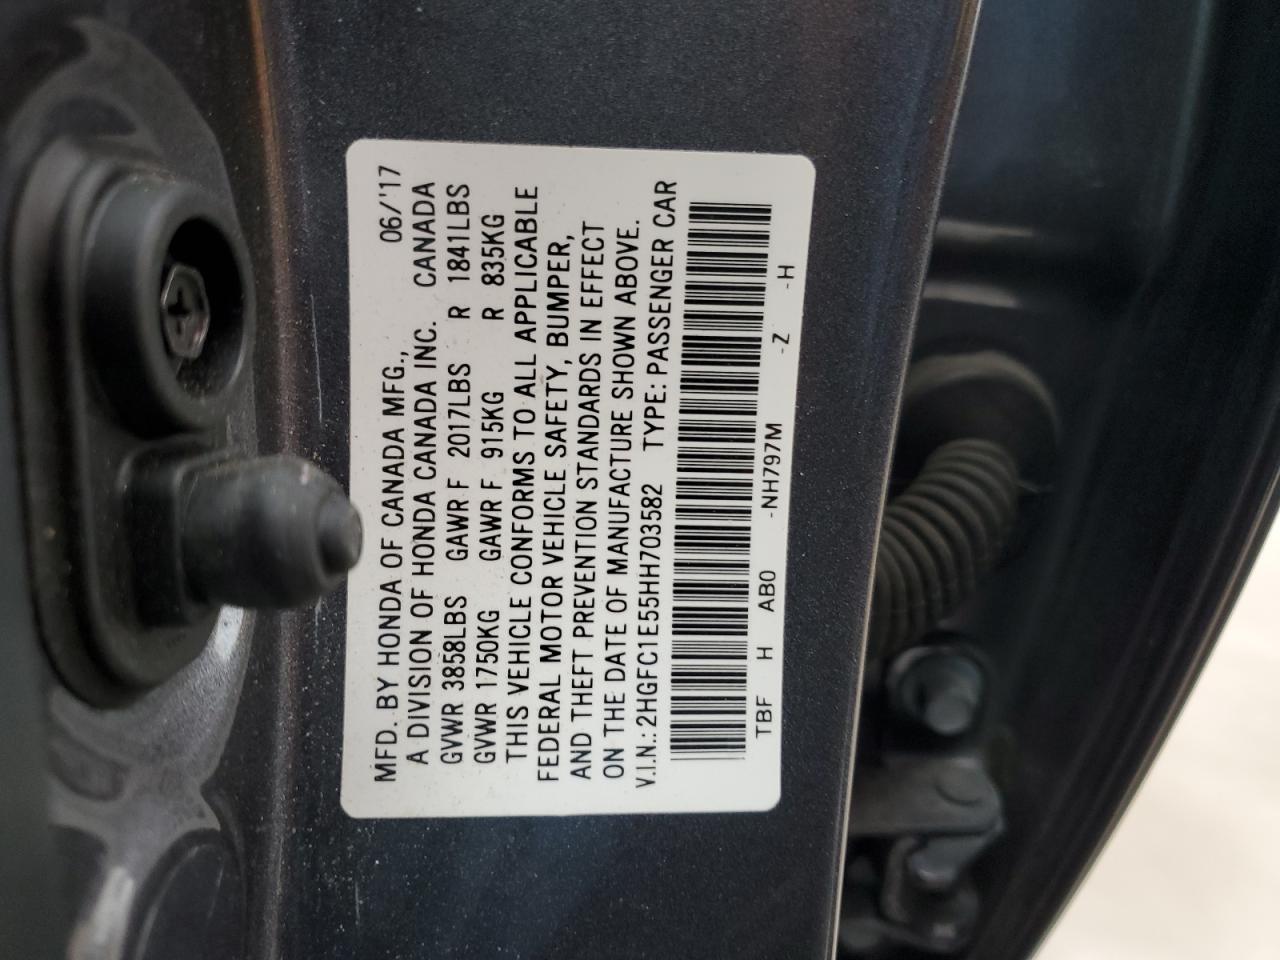 MFD. BY HONDA OF CANADA MFG., 06/'17
A DIVISION OF HONDA CANADA INC. CANADA
GVWR 3858LBS GAWR F 2017LBS R 1841LBS
GVWR 1750KG GAWR F 915KG R 835KG
THIS VEHICLE CONFORMS TO ALL APPLICABLE
FEDERAL MOTOR VEHICLE SAFETY, BUMPER,
AND THEFT PREVENTION STANDARDS IN EFFECT
ON THE DATE OF MANUFACTURE SHOWN ABOVE.
V.I.N.: 2HGFC1E55HH703582 TYPE: PASSENGER CAR
TBF H AB0 -NH797M -Z -H